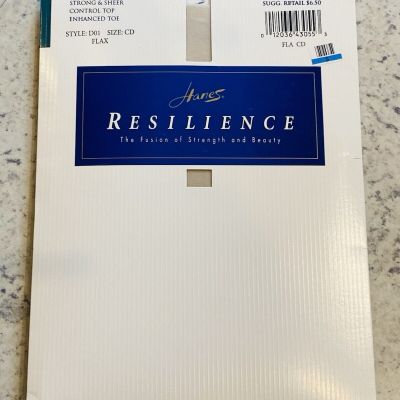 STRONG & SHEER
CONTROL TOP
ENHANCED TOE
STYLE: D01 SIZE: CD
FLAX
SUGG. RETAIL $6.50
0 12036 43055 3
FLA CD
Hanes.
RESILIENCE
The Fusion of Strength and Beauty